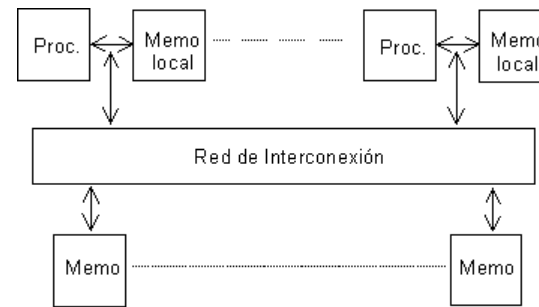 Proc.
Memo
local
Proc.
Memo
local
Red de Interconexión
Memo
Memo